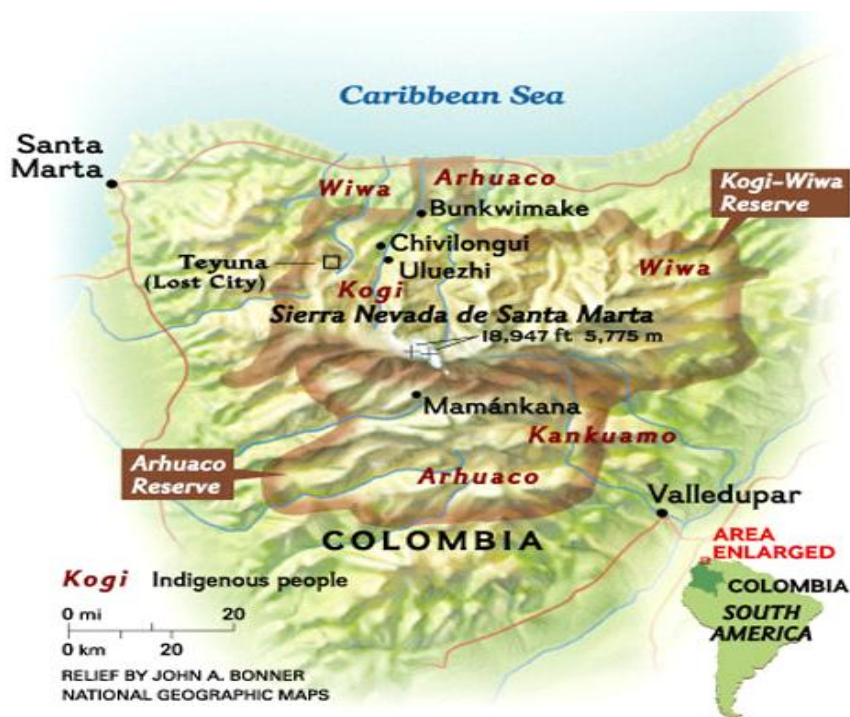 Caribbean Sea
Santa
Marta
Wiwa
Arhuaco
Kogi-Wiwa
Reserve
Bunkwimake
Chivilongui
Teyuna
(Lost City)
Uluezhi
Wiwa
Kogi
Sierra Nevada de Santa Marta
18,947 ft 5,775 m
Mamánkana
Kankuamo
Arhuaco
Reserve
Arhuaco
Valledupar
COLOMBIA
AREA
ENLARGED
Kogi Indigenous people
COLOMBIA
SOUTH
AMERICA
0 mi 20
0 km 20
RELIEF BY JOHN A. BONNER
NATIONAL GEOGRAPHIC MAPS